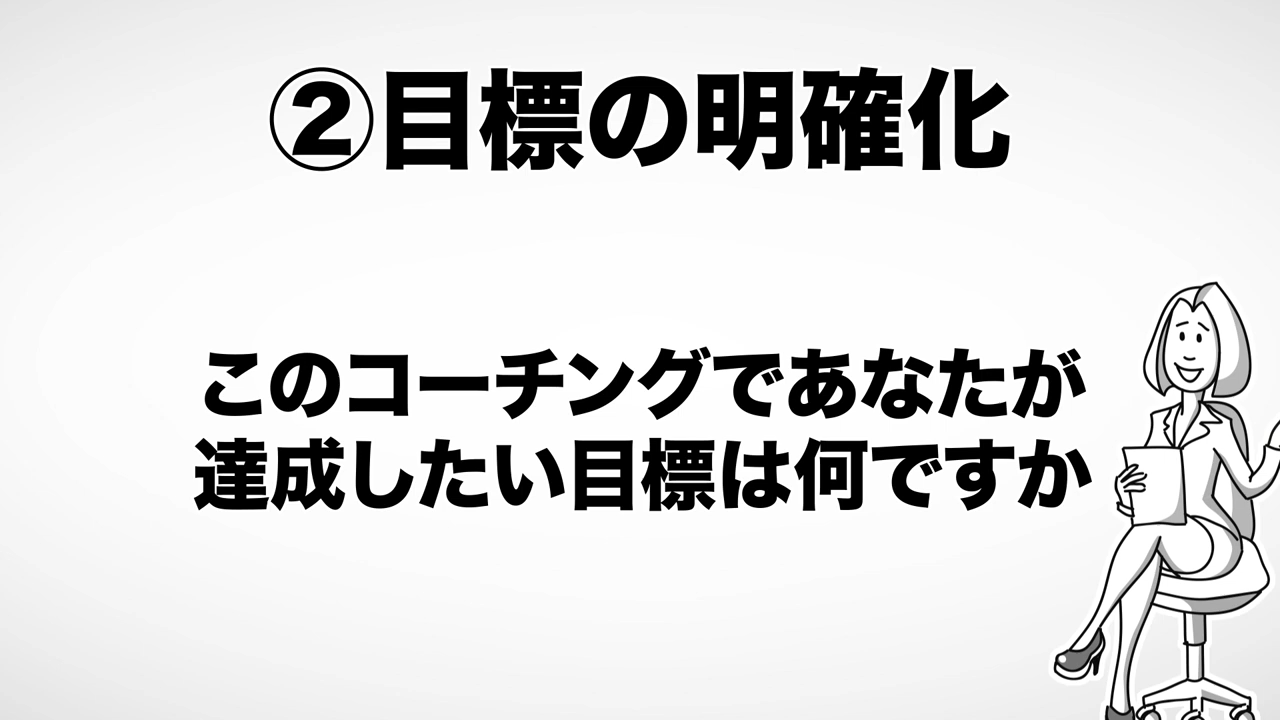 ②目標の明確化
このコーチングであなたが
達成したい目標は何ですか